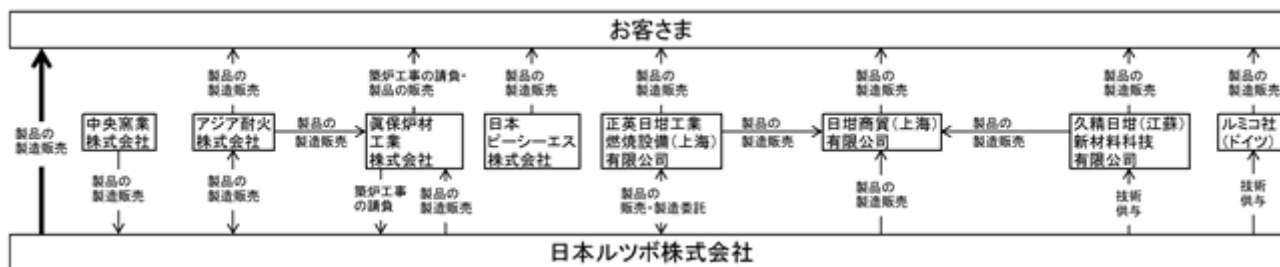 お客さま
製品の
製造販売
製品の
製造販売
築炉工事の請負・
製品の販売
製品の
製造販売
製品の
製造販売
製品の
製造販売
製品の
製造販売
製品の
製造販売
中央窯業
株式会社
アジア耐火
株式会社
製品の
製造販売
眞保炉材
工業
株式会社
日本
ピーシーエス
株式会社
正英日坩工業
燃焼設備(上海)
有限公司
製品の
製造販売
日坩商貿(上海)
有限公司
製品の
製造販売
久精日坩(江蘇)
新材料科技
有限公司
ルミコ社
(ドイツ)
製品の
製造販売
製品の
製造販売
築炉工事
の請負
製品の
製造販売
製品の
販売・製造委託
製品の
製造販売
技術
供与
技術
供与
日本ルツボ株式会社